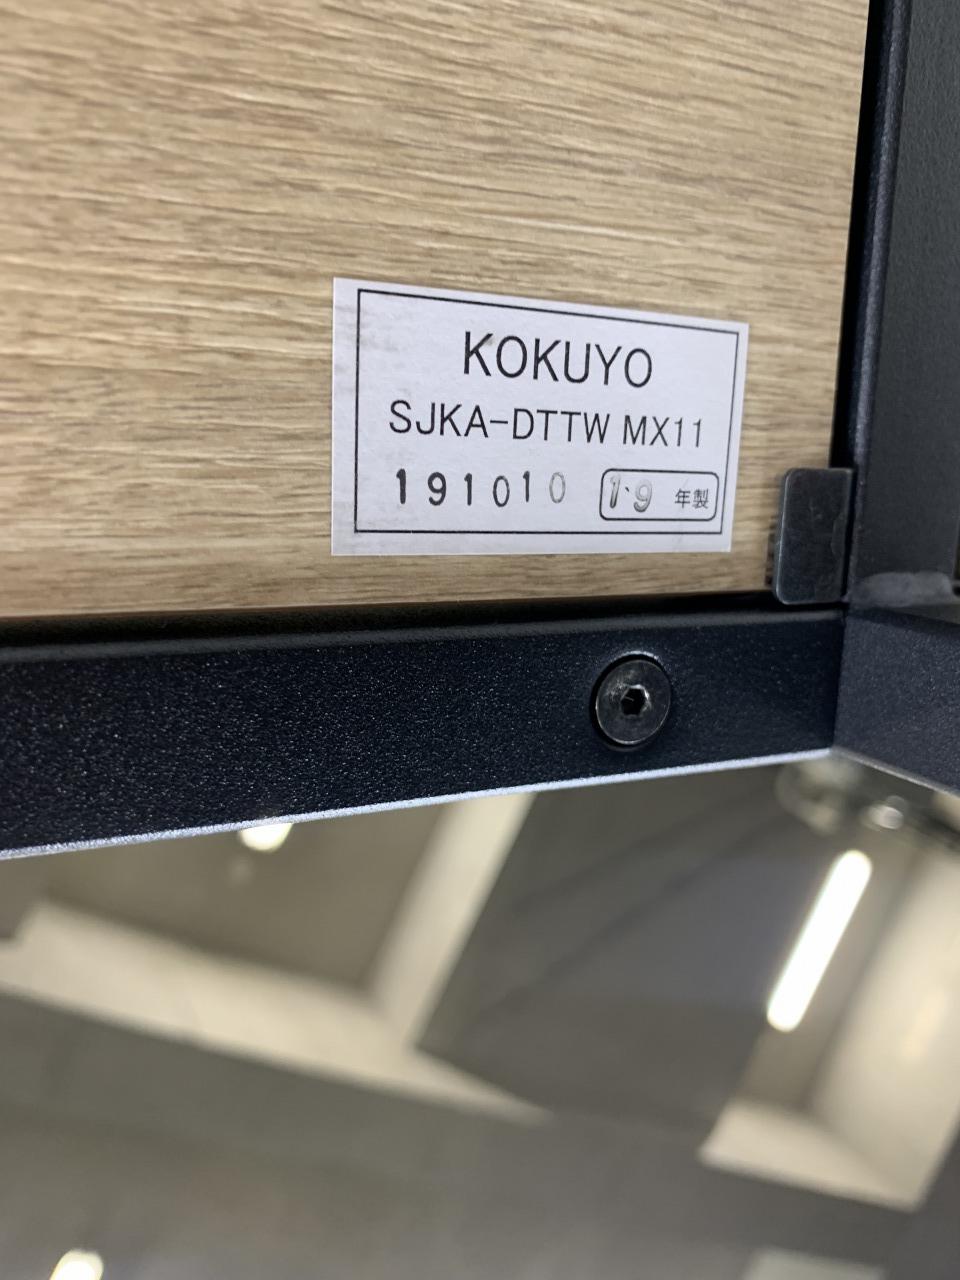 KOKUYO
SJKA-DTTW MX11
191010 19 年製